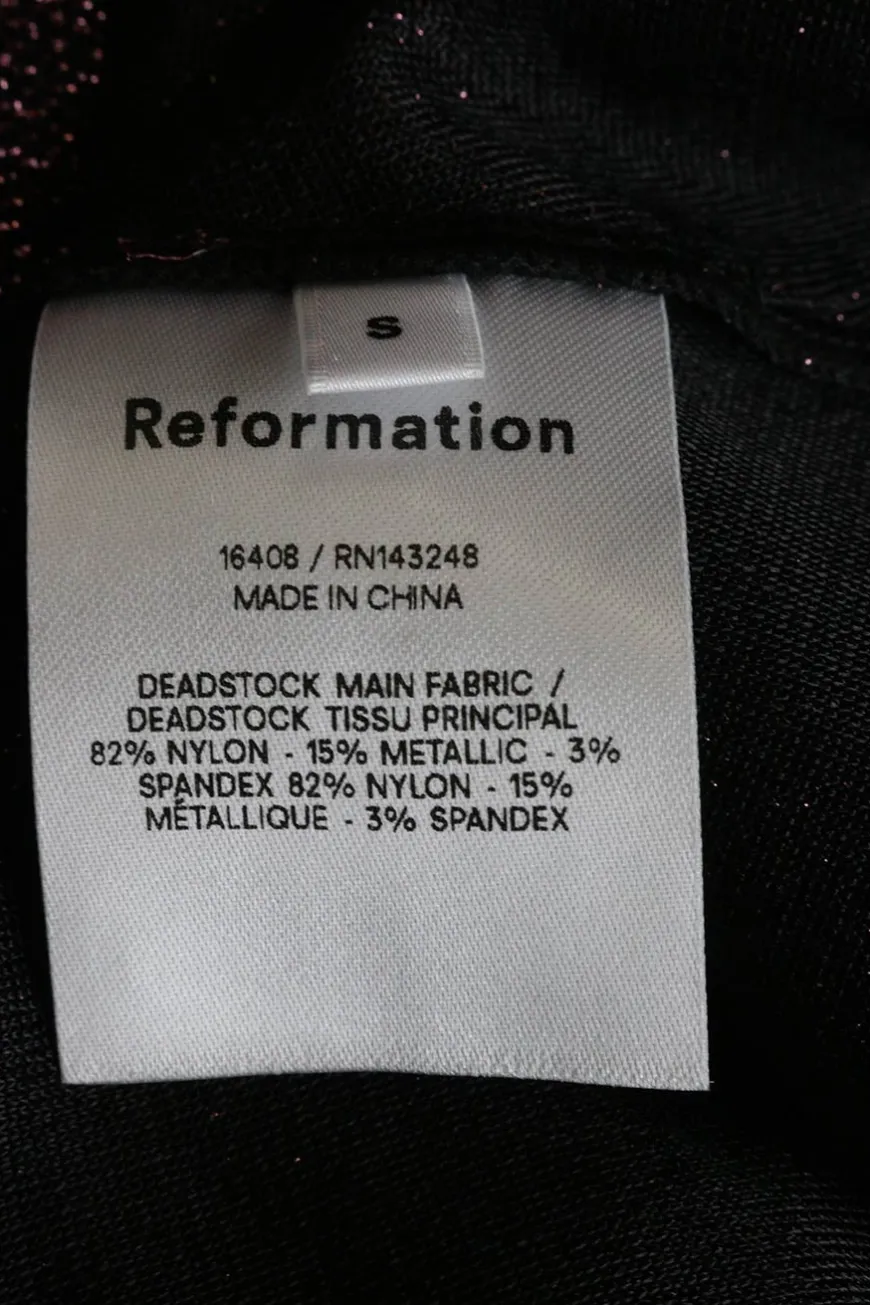 S
Reformation
16408 / RN143248
MADE IN CHINA
DEADSTOCK MAIN FABRIC /
DEADSTOCK TISSU PRINCIPAL
82% NYLON - 15% METALLIC - 3%
SPANDEX 82% NYLON - 15%
MÉTALLIQUE - 3% SPANDEX